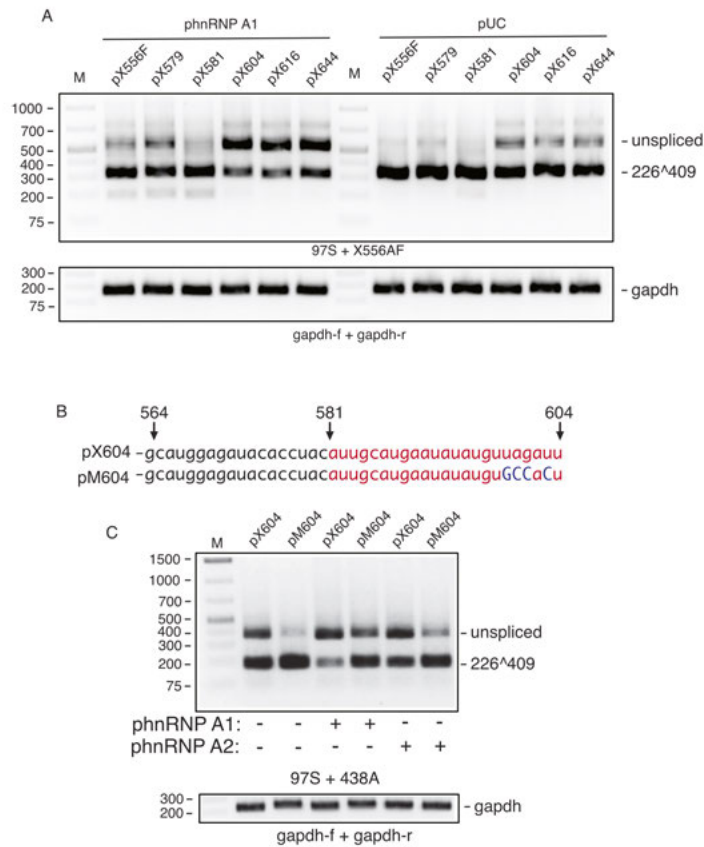 A
phnRNP A1 pUC
M pX556F pX579 pX581 pX604 pX616 pX644 M pX556F pX579 pX581 pX604 pX616 pX644
1000
700
500
400
300
200
75
unspliced
226^409
97S + X556AF
300
200
75
gapdh
gapdh-f + gapdh-r
B
564 581 604
pX604 -gcauggagauacaccuacauugcaugaauauauguuagauu
pM604 -gcauggagauacaccuacauugcaugaauauauguGCCaCu
C
M pX604 pM604 pX604 pM604 pX604 pM604
1500
1000
700
500
400
300
200
75
unspliced
226^409
phnRNP A1: - - + + - -
phnRNP A2: - - - - + +
97S + 438A
300
200
gapdh
gapdh-f + gapdh-r